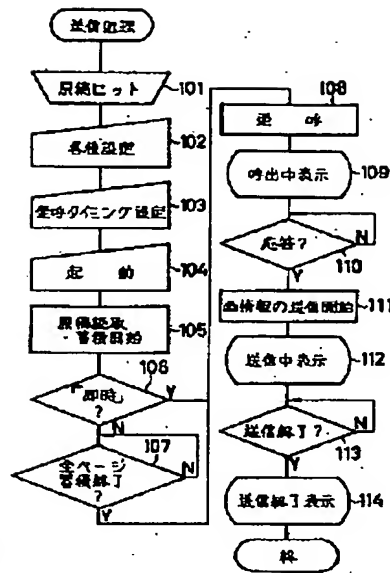 送信処理
原稿セット
101
各種設定
102
発呼タイミング設定
103
起動
104
原稿読取
蓄積開始
105
「即時」
?
106
Y
N
全ページ
蓄積終了
?
107
N
Y
発呼
108
呼出中表示
109
応答?
N
110
Y
画情報の送信開始
111
送信中表示
112
送信終了?
N
113
Y
送信終了表示
114
終